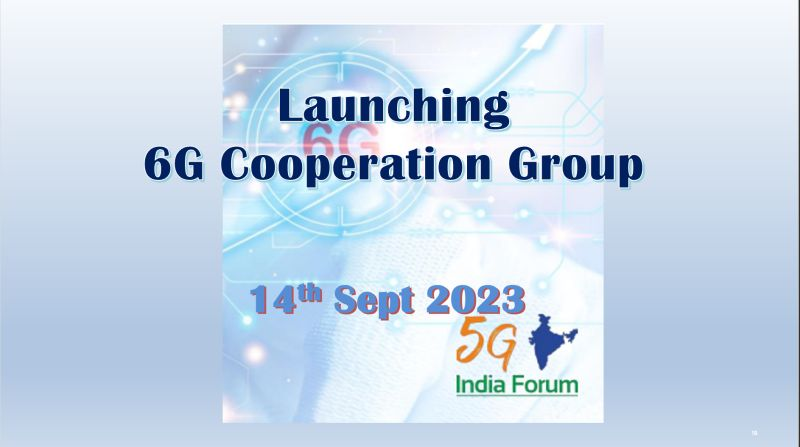 Launching
6G
6G Cooperation Group
14th Sept 2023
5G
India Forum